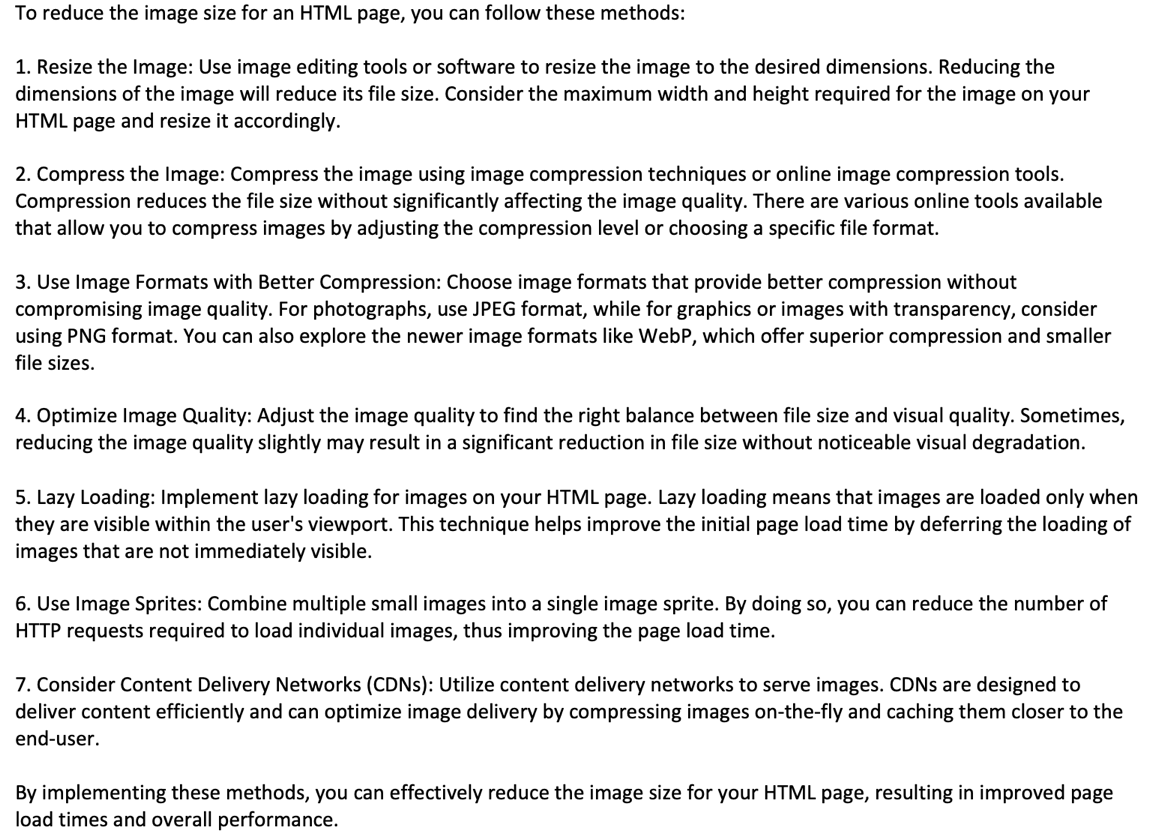 To reduce the image size for an HTML page, you can follow these methods:
1. Resize the Image: Use image editing tools or software to resize the image to the desired dimensions. Reducing the
dimensions of the image will reduce its file size. Consider the maximum width and height required for the image on your
HTML page and resize it accordingly.
2. Compress the Image: Compress the image using image compression techniques or online image compression tools.
Compression reduces the file size without significantly affecting the image quality. There are various online tools available
that allow you to compress images by adjusting the compression level or choosing a specific file format.
3. Use Image Formats with Better Compression: Choose image formats that provide better compression without
compromising image quality. For photographs, use JPEG format, while for graphics or images with transparency, consider
using PNG format. You can also explore the newer image formats like WebP, which offer superior compression and smaller
file sizes.
4. Optimize Image Quality: Adjust the image quality to find the right balance between file size and visual quality. Sometimes,
reducing the image quality slightly may result in a significant reduction in file size without noticeable visual degradation.
5. Lazy Loading: Implement lazy loading for images on your HTML page. Lazy loading means that images are loaded only when
they are visible within the user's viewport. This technique helps improve the initial page load time by deferring the loading of
images that are not immediately visible.
6. Use Image Sprites: Combine multiple small images into a single image sprite. By doing so, you can reduce the number of
HTTP requests required to load individual images, thus improving the page load time.
7. Consider Content Delivery Networks (CDNs): Utilize content delivery networks to serve images. CDNs are designed to
deliver content efficiently and can optimize image delivery by compressing images on-the-fly and caching them closer to the
end-user.
By implementing these methods, you can effectively reduce the image size for your HTML page, resulting in improved page
load times and overall performance.